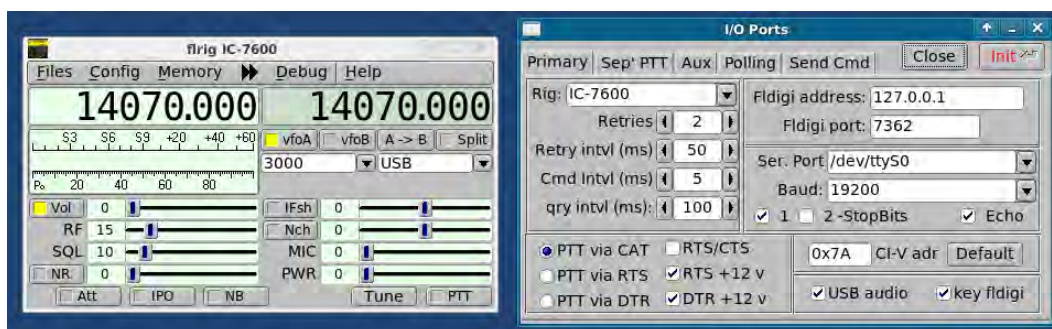 flrig IC-7600
Files Config Memory Debug Help
14070.000 14070.000
S3 S6 S9 +20 +40 +60
vfoA vfoB A -> B Split
3000 USB
Po 20 40 60 80
Vol 0 IFsh 0
RF 15 Nch 0
SQL 10 MIC 0
NR 0 PWR 0
Att IPO NB Tune PTT
I/O Ports
Primary Sep' PTT Aux Polling Send Cmd Close Init
Rig: IC-7600
Retries 2
Retry intvl (ms) 50
Cmd Intvl (ms) 5
qry intvl (ms): 100
Fldigi address: 127.0.0.1
Fldigi port: 7362
Ser. Port /dev/ttyS0
Baud: 19200
1 2 -StopBits Echo
PTT via CAT RTS/CTS
PTT via RTS RTS +12 v
PTT via DTR DTR +12 v
0x7A CI-V adr Default
USB audio key fldigi